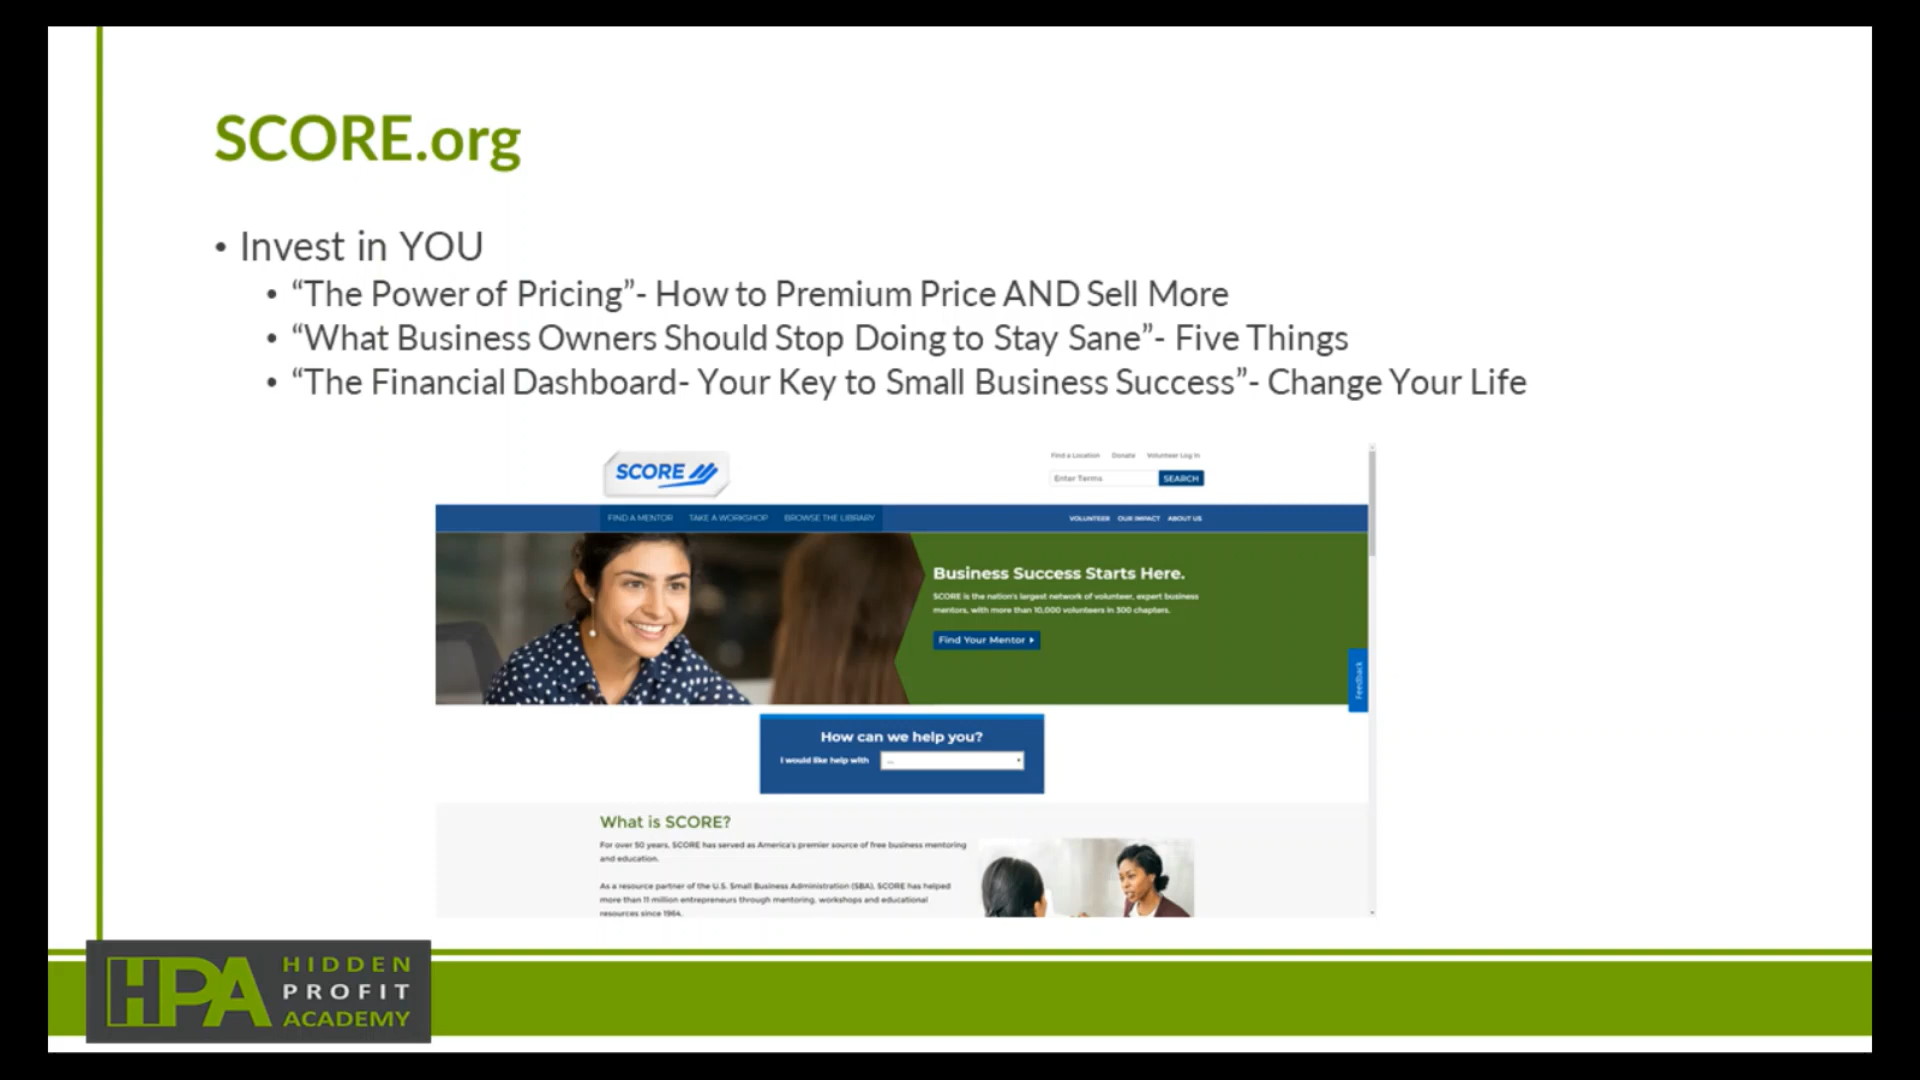 SCORE.org
• Invest in YOU
• “The Power of Pricing”- How to Premium Price AND Sell More
• “What Business Owners Should Stop Doing to Stay Sane”- Five Things
• “The Financial Dashboard- Your Key to Small Business Success”- Change Your Life
SCORE
Find a Location Donate Volunteer Log In
Enter Terms SEARCH
FIND A MENTOR TAKE A WORKSHOP BROWSE THE LIBRARY VOLUNTEER OUR IMPACT ABOUT US
Business Success Starts Here.
SCORE is the nation's largest network of volunteer, expert business
mentors, with more than 10,000 volunteers in 300 chapters.
Find Your Mentor
Feedback
How can we help you?
I would like help with ...
What is SCORE?
For over 50 years, SCORE has served as America's premier source of free business mentoring
and education.
As a resource partner of the U.S. Small Business Administration (SBA), SCORE has helped
more than 11 million entrepreneurs through mentoring, workshops and educational
resources since 1964.
HPA
HIDDEN
PROFIT
ACADEMY